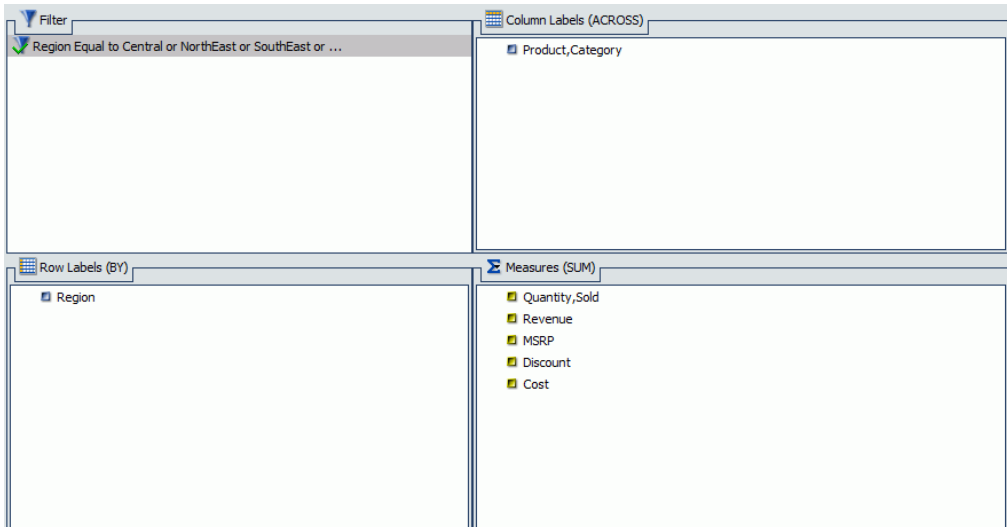 Filter
Region Equal to Central or NorthEast or SouthEast or ...
Column Labels (ACROSS)
Product,Category
Row Labels (BY)
Region
Measures (SUM)
Quantity,Sold
Revenue
MSRP
Discount
Cost